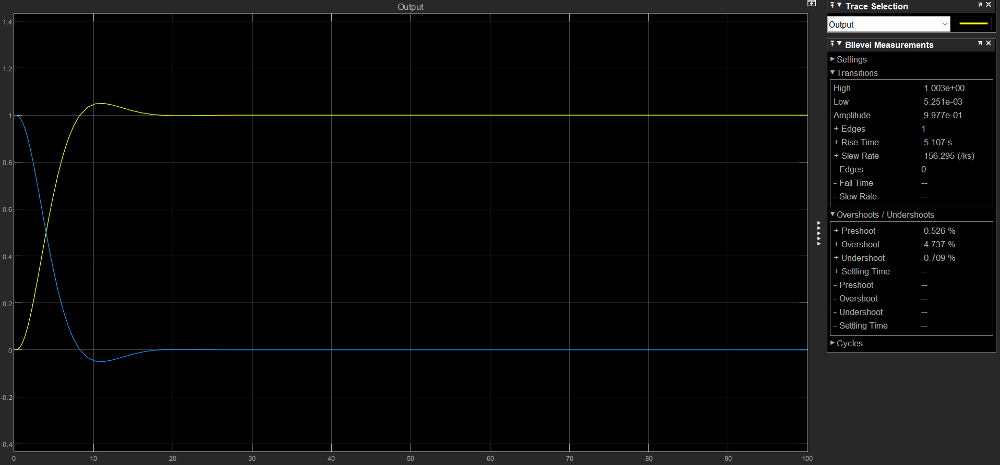 Output
1.4
1.2
1
0.8
0.6
0.4
0.2
0
-0.2
-0.4
0 10 20 30 40 50 60 70 80 90 100
Trace Selection
Output
Bilevel Measurements
Settings
Transitions
High 1.003e+00
Low 5.251e-03
Amplitude 9.977e-01
+ Edges 1
+ Rise Time 5.107 s
+ Slew Rate 156.295 (/ks)
- Edges 0
- Fall Time --
- Slew Rate --
Overshoots / Undershoots
+ Preshoot 0.526 %
+ Overshoot 4.737 %
+ Undershoot 0.709 %
+ Settling Time --
- Preshoot --
- Overshoot --
- Undershoot --
- Settling Time --
Cycles